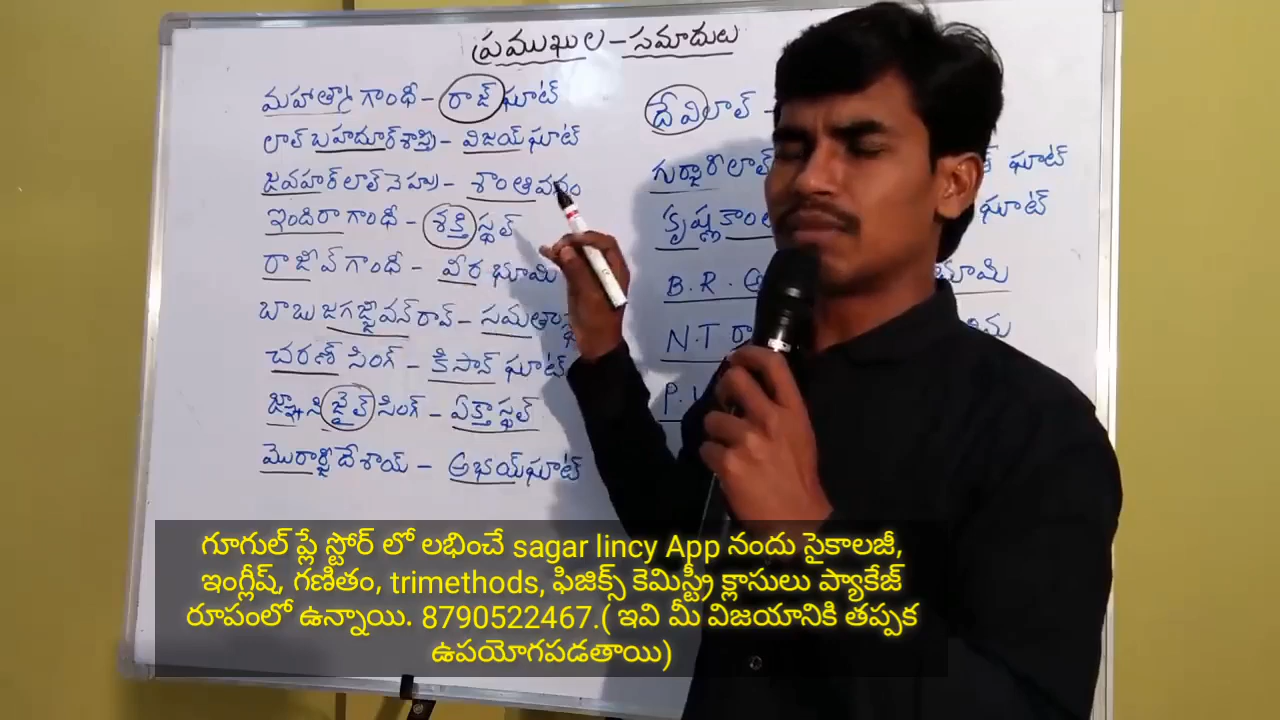 ప్రముఖుల - సమాదులు
మహాత్మా గాంధీ - రాజ్ ఘాట్
లాల్ బహదూర్ శాస్త్రి - విజయ్ ఘాట్
జవహర్ లాల్ నెహ్రు - శాంతి వనం
ఇందిరా గాంధీ - శక్తి స్థల్
రాజీవ్ గాంధీ - వీర భూమి
బాబు జగజ్జీవన్ రావ్ - సమతా
చరణ్ సింగ్ - కిసాన్ ఘాట్
జ్ఞాని జైల్ సింగ్ - ఏక్తా స్థల్
మొరార్జి దేశాయ్ - అభయ్ ఘాట్
దేవిలాల్ -
గుర్జారీ లాల్ ఘాట్
కృష్ణ కాంత ఘాట్
B. R. భూమి
N.T
P.
గూగుల్ ప్లే స్టోర్ లో లభించే sagar lincy App నందు సైకాలజీ,
ఇంగ్లీష్, గణితం, trimethods, ఫిజిక్స్ కెమిస్ట్రీ క్లాసులు ప్యాకేజ్
రూపంలో ఉన్నాయి. 8790522467.( ఇవి మీ విజయానికి తప్పక
ఉపయోగపడతాయి)